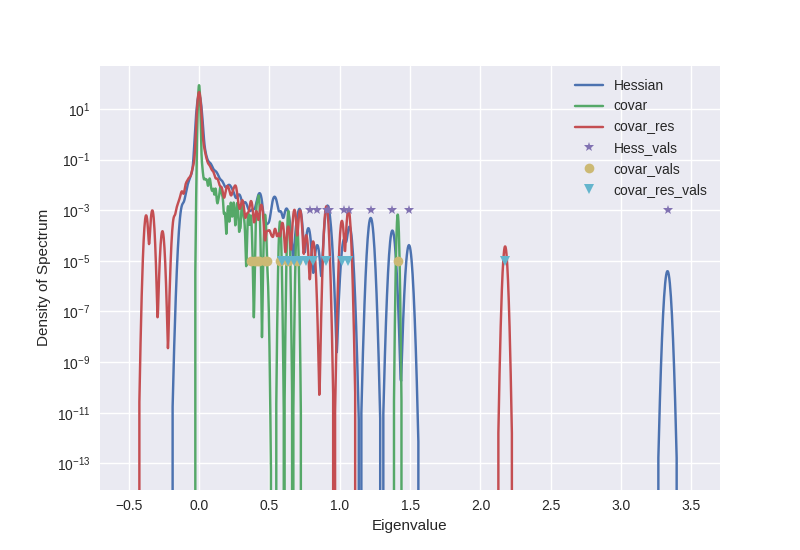 Hessian
covar
covar_res
Hess_vals
covar_vals
covar_res_vals
10¹
10⁻¹
10⁻³
10⁻⁵
10⁻⁷
10⁻⁹
10⁻¹¹
10⁻¹³
Density of Spectrum
−0.5 0.0 0.5 1.0 1.5 2.0 2.5 3.0 3.5
Eigenvalue